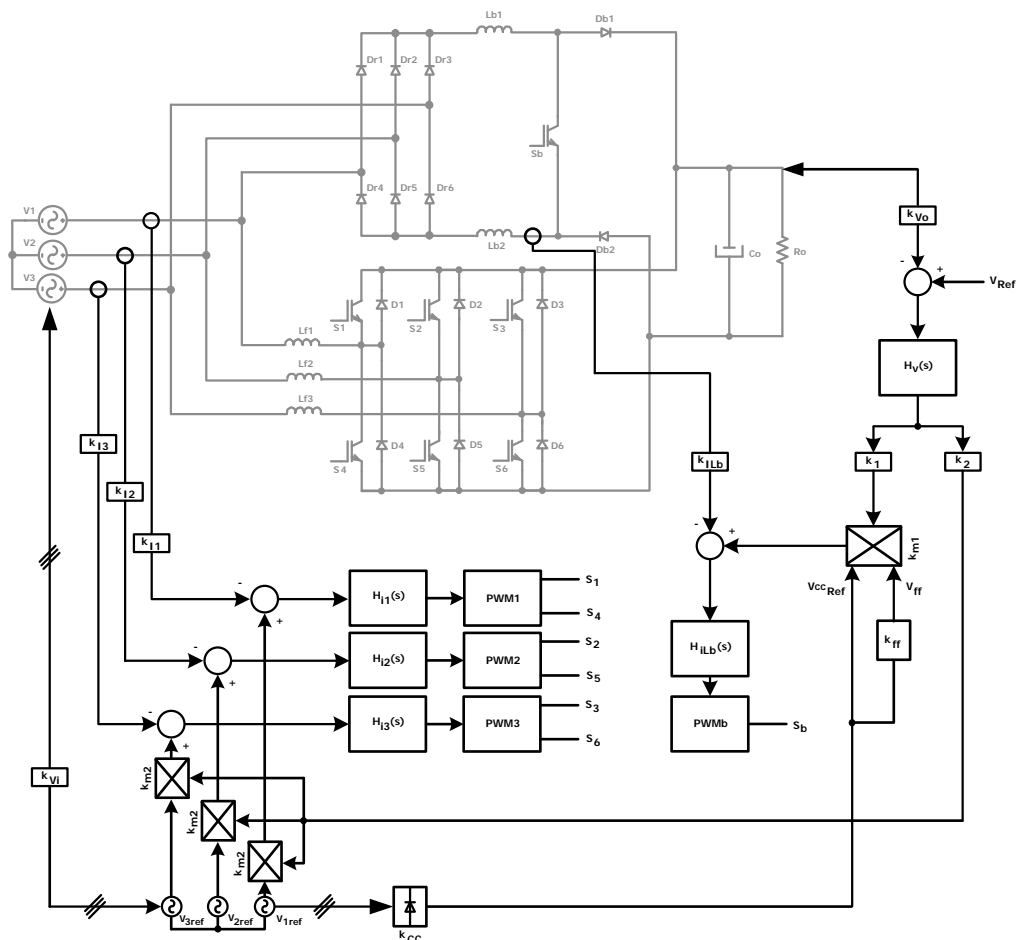 Lb1
Db1
Dr1
Dr2
Dr3
Sb
Dr4
Dr5
Dr6
V1
V2
V3
Lb2
Db2
Co
Ro
kVo
-
+
VRef
D1
D2
D3
S1
S2
S3
Lf1
Lf2
Lf3
Hv(s)
D4
D5
D6
S4
S5
S6
kI3
kI2
kI1
kILb
k1
k2
-
+
km1
VccRef
Vff
kff
-
+
Hi1(s)
PWM1
S1
S4
-
+
Hi2(s)
PWM2
S2
S5
-
+
Hi3(s)
PWM3
S3
S6
HiLb(s)
PWMb
Sb
kVi
km2
km2
km2
V3ref
V2ref
V1ref
kCC